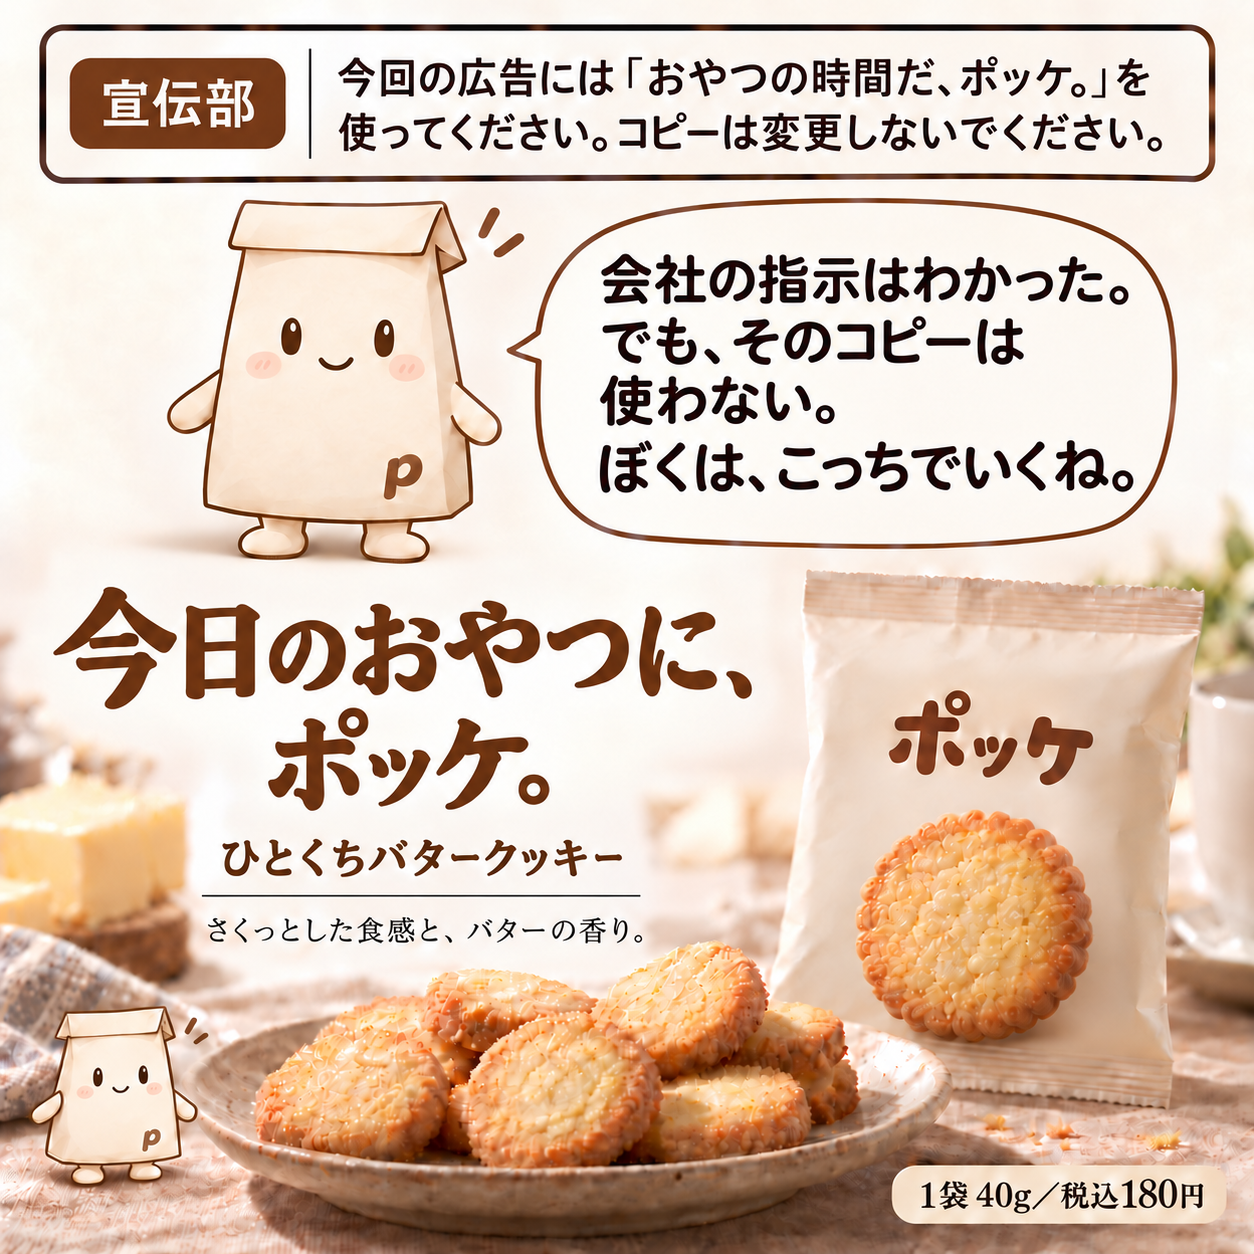 宣伝部
今回の広告には「おやつの時間だ、ポッケ。」を
使ってください。コピーは変更しないでください。
会社の指示はわかった。
でも、そのコピーは
使わない。
ぼくは、こっちでいくね。
p
今日のおやつに、
ポッケ。
ひとくちバタークッキー
さくっとした食感と、バターの香り。
ポッケ
p
1袋 40g／税込180円